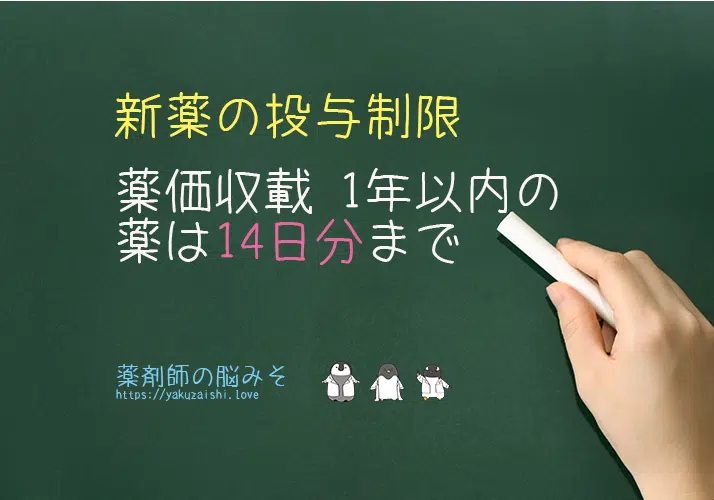 新薬の投与制限
薬価収載 1年以内の
薬は14日分まで
薬剤師の脳みそ
https://yakuzaishi.love